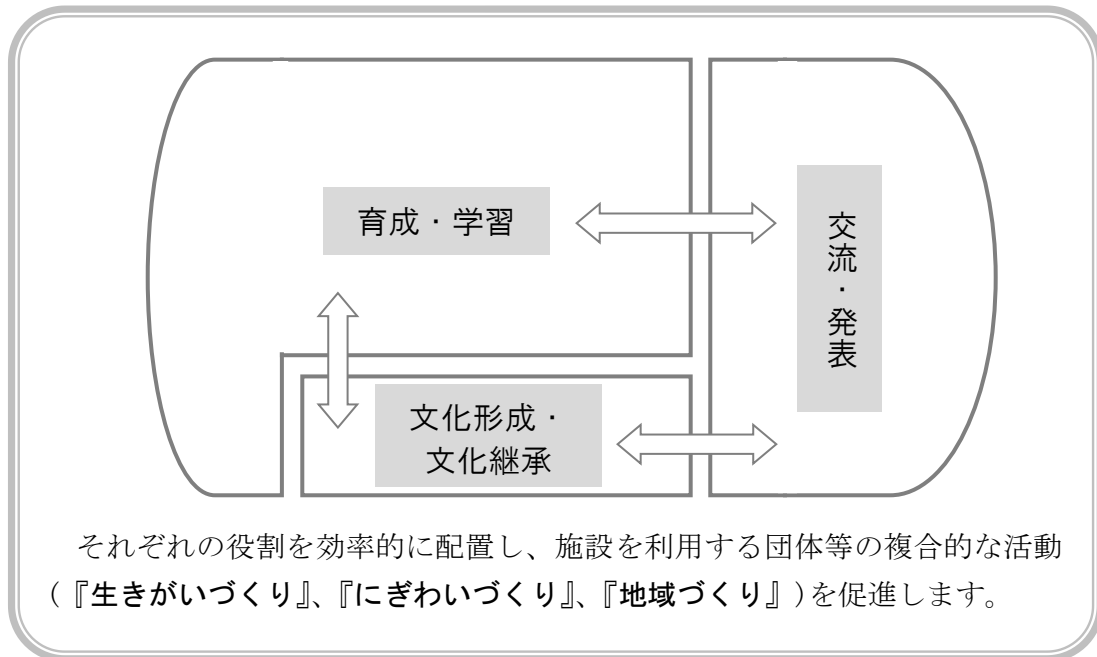 育成・学習
交流・発表
文化形成・
文化継承
それぞれの役割を効率的に配置し、施設を利用する団体等の複合的な活動
(『生きがいづくり』、『にぎわいづくり』、『地域づくり』)を促進します。